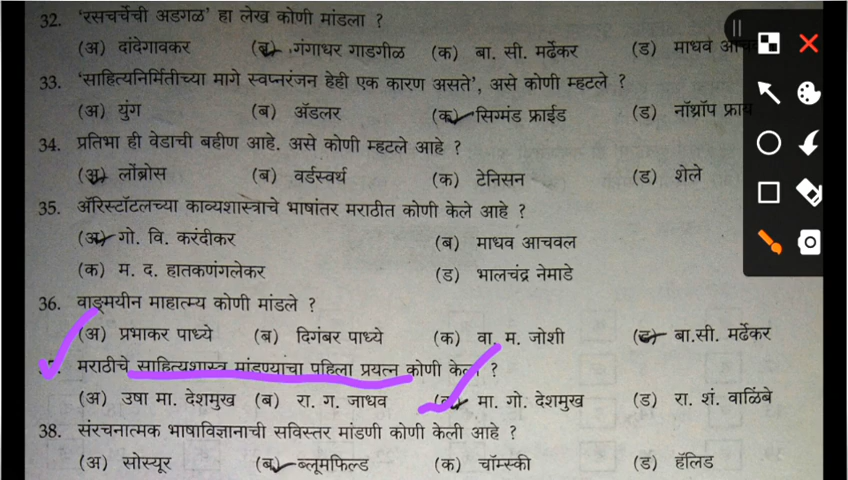 32. ‘रसचर्चेची अडगळ’ हा लेख कोणी मांडला ?
(अ) दांदेगावकर (ब) गंगाधर गाडगीळ (क) बा. सी. मर्ढेकर (ड) माधव
33. ‘साहित्यनिर्मितीच्या मागे स्वप्नरंजन हेही एक कारण असते’, असे कोणी म्हटले ?
(अ) युंग (ब) ॲडलर (क) सिग्मंड फ्राईड (ड) नॉर्थ्रॉप फ्राय
34. प्रतिभा ही वेडाची बहीण आहे. असे कोणी म्हटले आहे ?
(अ) लोंब्रोस (ब) वर्डस्वर्थ (क) टेनिसन (ड) शेले
35. ॲरिस्टॉटलच्या काव्यशास्त्राचे भाषांतर मराठीत कोणी केले आहे ?
(अ) गो. वि. करंदीकर (ब) माधव आचवल
(क) म. द. हातकणंगलेकर (ड) भालचंद्र नेमाडे
36. वाङ्मयीन माहात्म्य कोणी मांडले ?
(अ) प्रभाकर पाध्ये (ब) दिगंबर पाध्ये (क) वा. म. जोशी (ड) बा.सी. मर्ढेकर
मराठीचे साहित्यशास्त्र मांडण्याचा पहिला प्रयत्न कोणी केला ?
(अ) उषा मा. देशमुख (ब) रा. ग. जाधव (क) मा. गो. देशमुख (ड) रा. शं. वाळिंबे
38. संरचनात्मक भाषाविज्ञानाची सविस्तर मांडणी कोणी केली आहे ?
(अ) सोस्यूर (ब) ब्लूमफिल्ड (क) चॉम्स्की (ड) हॅलिड